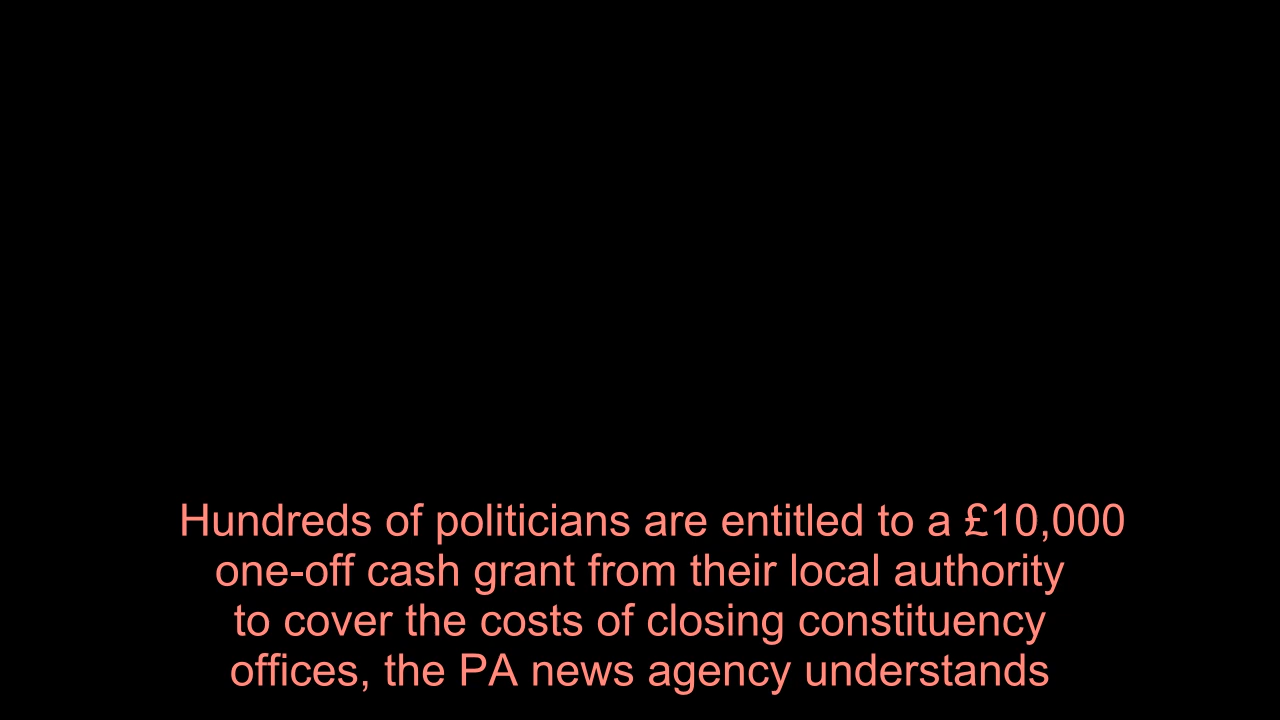 Hundreds of politicians are entitled to a £10,000
one-off cash grant from their local authority
to cover the costs of closing constituency
offices, the PA news agency understands